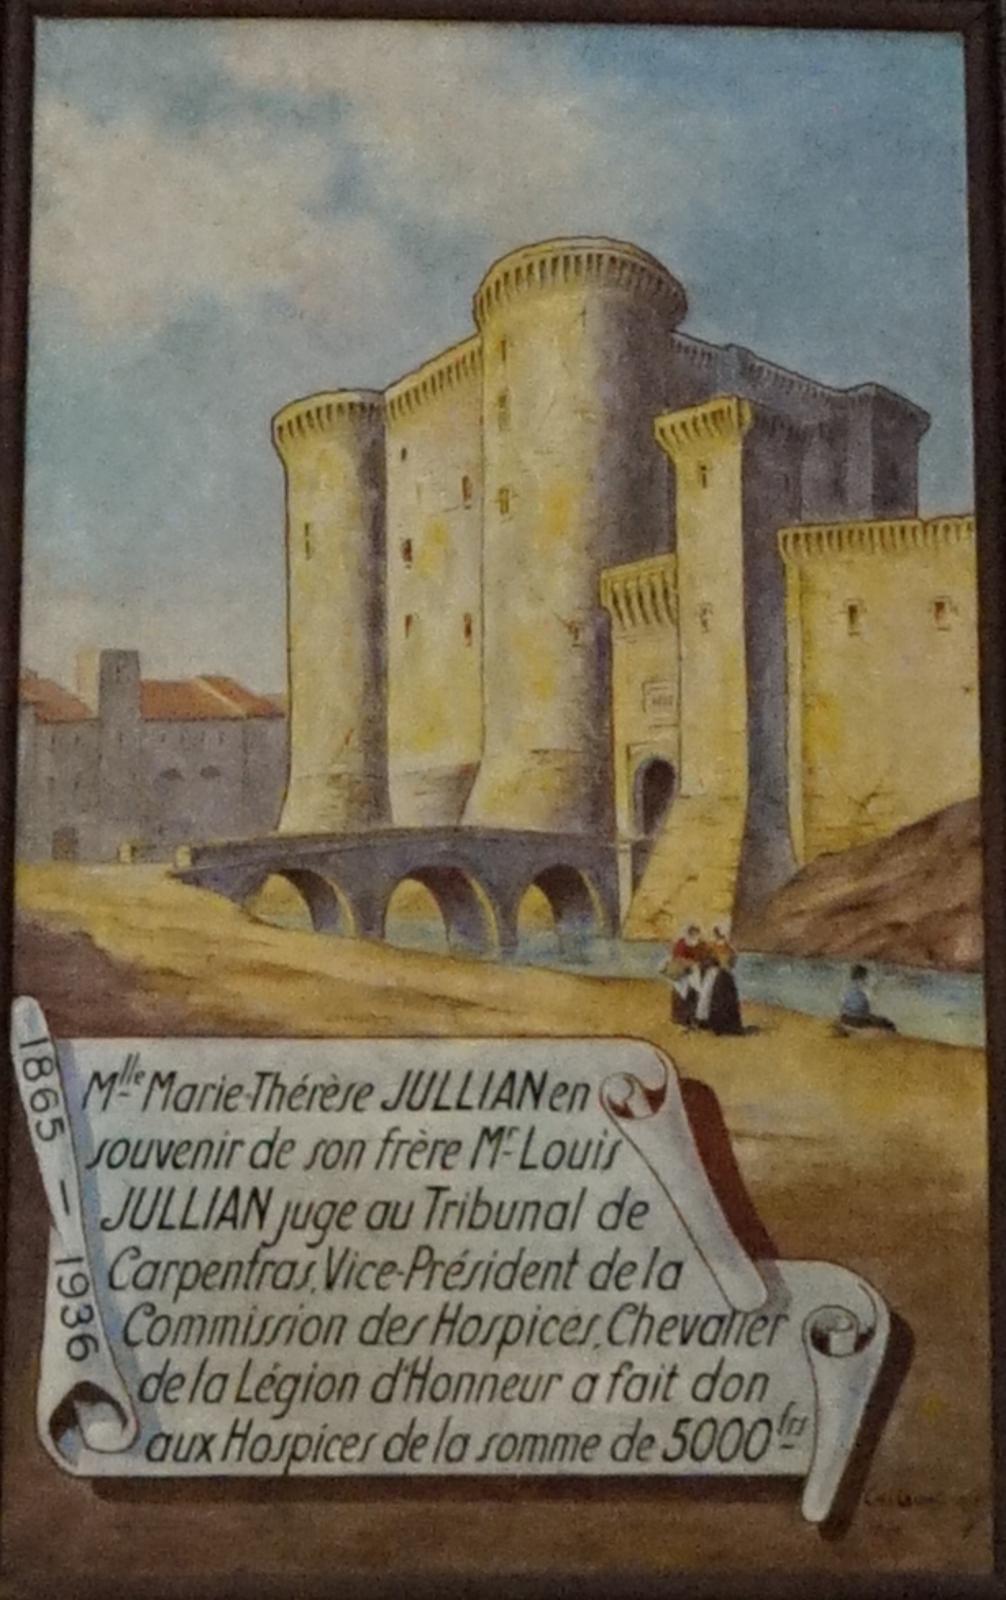 1865 – 1936
Mlle Marie-Thérèse JULLIAN en
souvenir de son frère Mr Louis
JULLIAN juge au Tribunal de
Carpentras, Vice-Président de la
Commission des Hospices, Chevalier
de la Légion d'Honneur a fait don
aux Hospices de la somme de 5000 frs